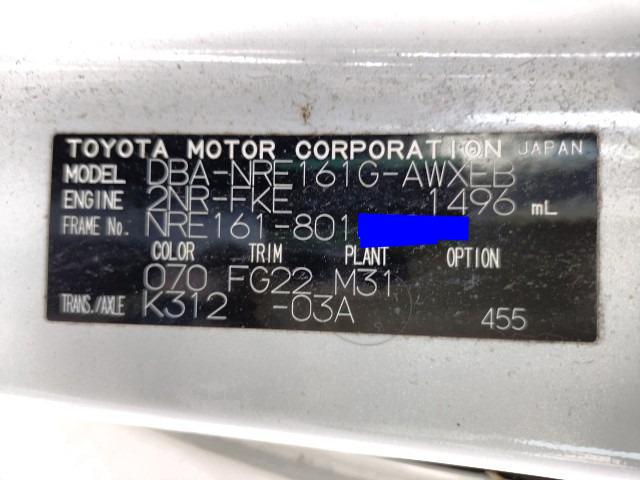 TOYOTA MOTOR CORPORATION JAPAN
MODEL DBA-NRE161G-AWXEB
ENGINE 2NR-FKE 1496 mL
FRAME No. NRE161-801
COLOR TRIM PLANT OPTION
070 FG22 M31
TRANS./AXLE K312 -03A 455